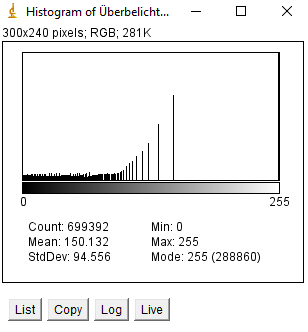 Histogram of Überbelicht...
300x240 pixels; RGB; 281K
0 255
Count: 699392 Min: 0
Mean: 150.132 Max: 255
StdDev: 94.556 Mode: 255 (288860)
List Copy Log Live